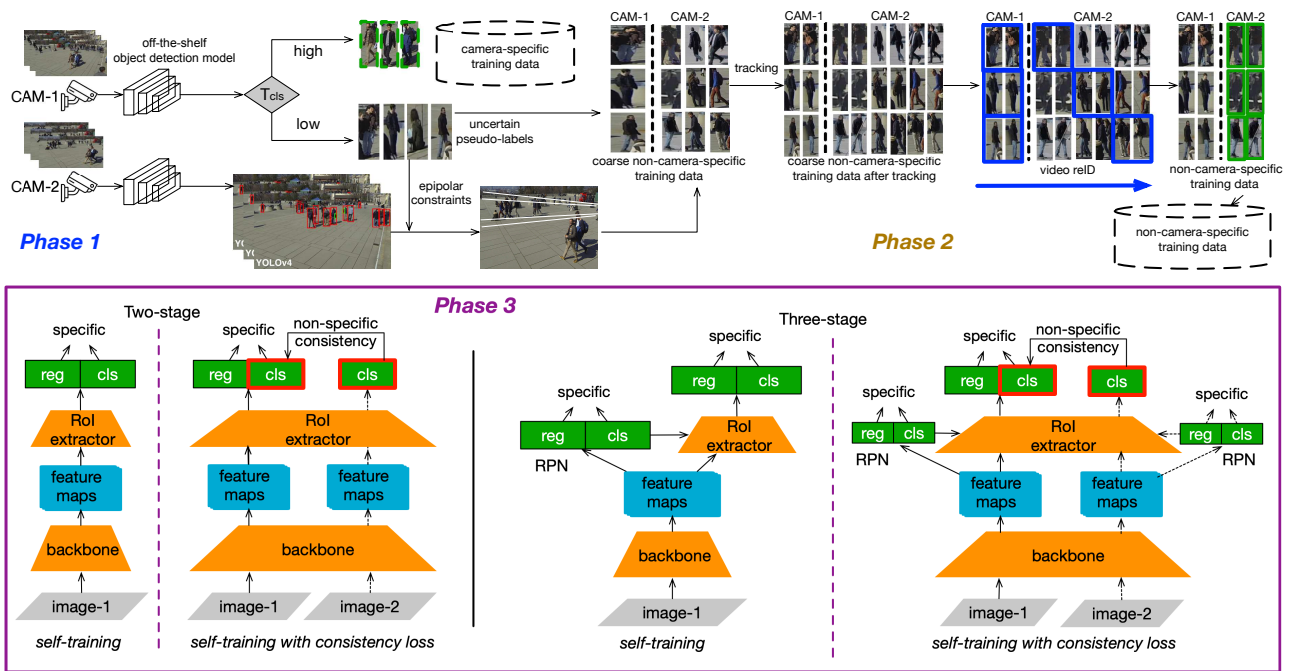 CAM-1
off-the-shelf
object detection model
Tcls
high
low
camera-specific
training data
uncertain
pseudo-labels
CAM-2
epipolar
constraints
YOLOv4
Phase 1
CAM-1
CAM-2
coarse non-camera-specific
training data
tracking
CAM-1
CAM-2
coarse non-camera-specific
training data after tracking
CAM-1
CAM-2
video reID
CAM-1
CAM-2
non-camera-specific
training data
non-camera-specific
training data
Phase 2
Phase 3
Two-stage
specific
reg
cls
RoI
extractor
feature
maps
backbone
image-1
self-training
specific
non-specific
consistency
reg
cls
cls
RoI
extractor
feature
maps
feature
maps
backbone
image-1
image-2
self-training with consistency loss
Three-stage
specific
reg
cls
specific
reg
cls
RPN
RoI
extractor
feature
maps
backbone
image-1
self-training
specific
non-specific
consistency
reg
cls
cls
specific
reg
cls
RPN
RoI
extractor
specific
reg
cls
RPN
feature
maps
feature
maps
backbone
image-1
image-2
self-training with consistency loss